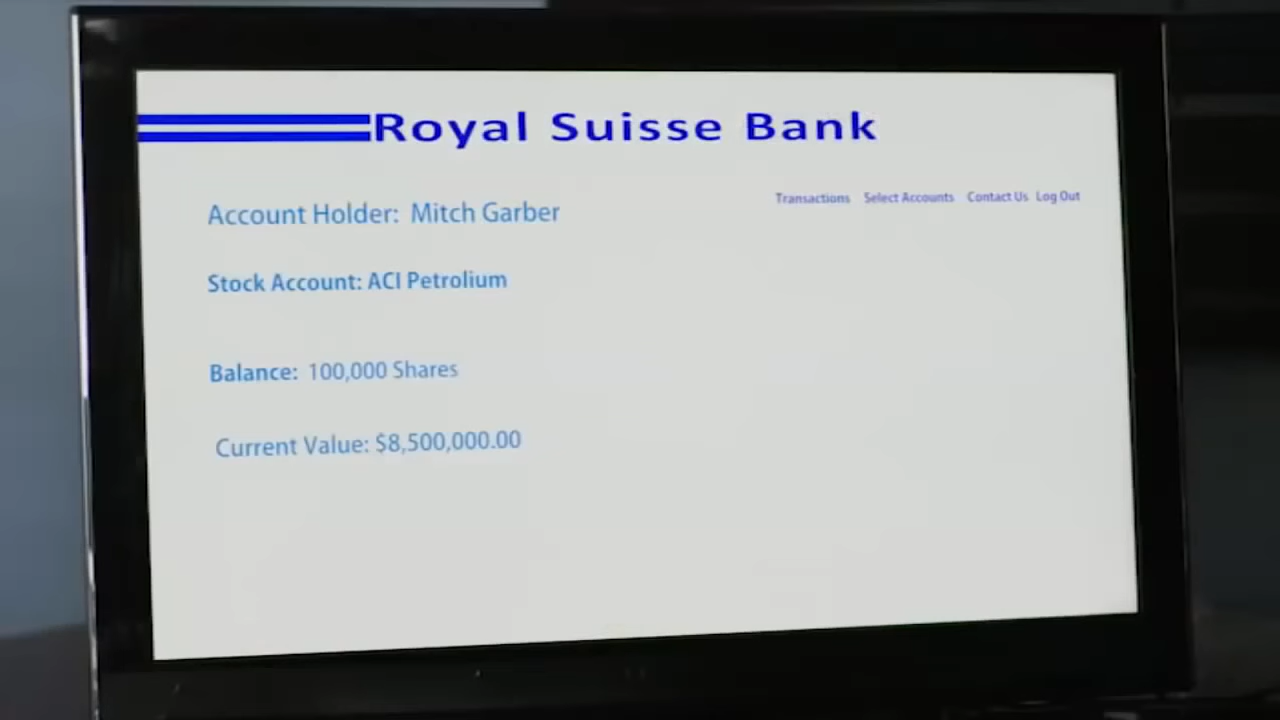 Royal Suisse Bank
Transactions Select Accounts Contact Us Log Out
Account Holder: Mitch Garber
Stock Account: ACI Petrolium
Balance: 100,000 Shares
Current Value: $8,500,000.00